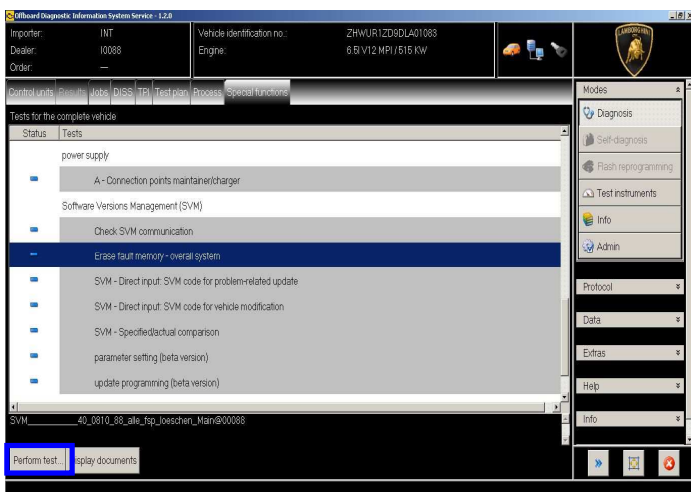 Offboard Diagnostic Information System Service - 1.2.0
Importer: INT Vehicle identification no.: ZHWUR1ZD9DLA01083
Dealer: I0088 Engine: 6.5l V12 MPI / 515 KW
Order: ---
LAMBORGHINI
Control units Results Jobs DISS TPI Test plan Process Special functions
Tests for the complete vehicle
Status Tests
power supply
A - Connection points maintainer/charger
Software Versions Management (SVM)
Check SVM communication
Erase fault memory - overall system
SVM - Direct input: SVM code for problem-related update
SVM - Direct input: SVM code for vehicle modification
SVM - Specified/actual comparison
parameter setting (beta version)
update programming (beta version)
SVM_______40_0810_88_alle_fsp_loeschen_Main@00088
Perform test... Display documents
Modes
Diagnosis
Self-diagnosis
Flash reprogramming
Test instruments
Info
Admin
Protocol
Data
Extras
Help
Info